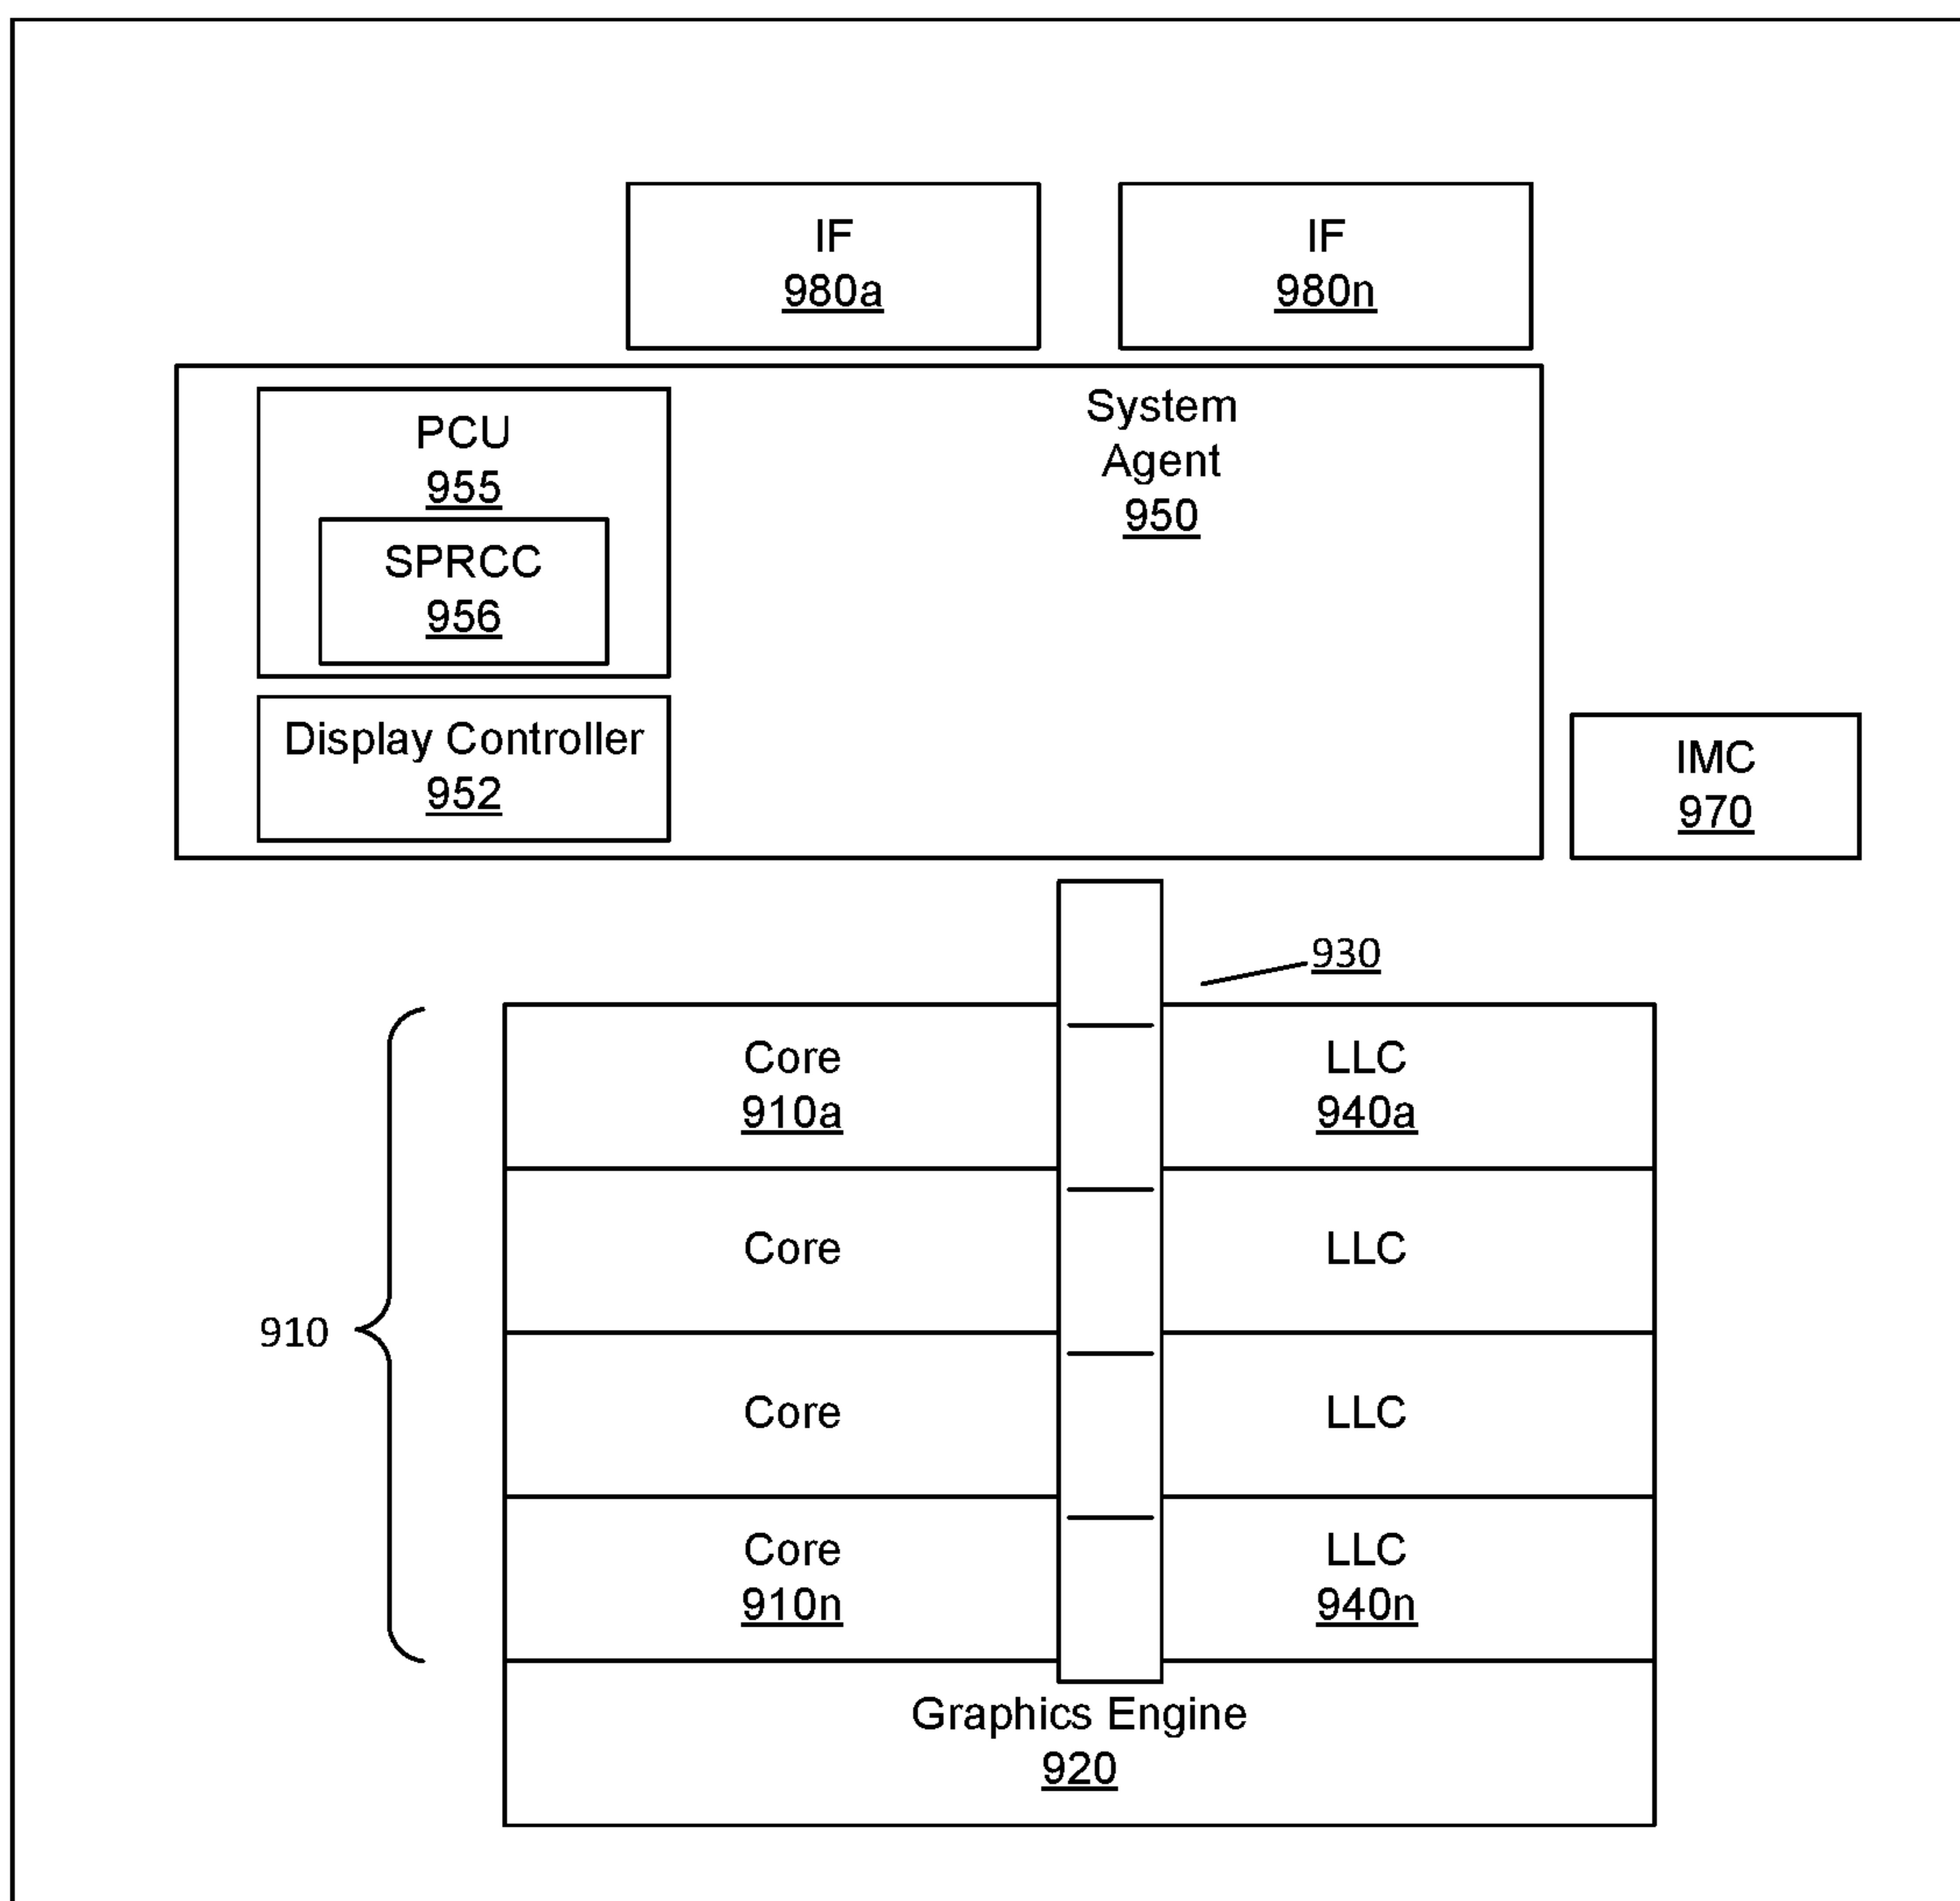 IF
980a
IF
980n
PCU
955
SPRCC
956
System
Agent
950
Display Controller
952
IMC
970
930
Core
910a
LLC
940a
Core
LLC
910
Core
LLC
Core
910n
LLC
940n
Graphics Engine
920